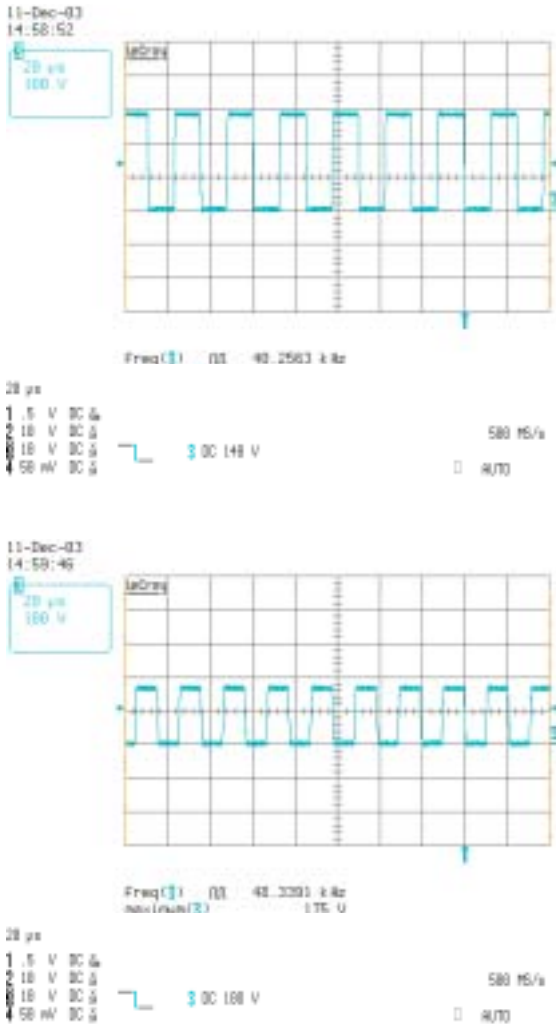 11-Dec-03
14:58:52
20 µs
100 V
LeCroy
Freq(3) 40.2563 kHz
20 µs
1 .5 V DC
2 10 V DC
3 10 V DC
4 50 mV DC
3 DC 140 V
500 MS/s
AUTO
11-Dec-03
14:59:46
20 µs
100 V
LeCroy
Freq(3) 48.3391 kHz
maximum(3) 175 V
20 µs
1 .5 V DC
2 10 V DC
3 10 V DC
4 50 mV DC
3 DC 100 V
500 MS/s
AUTO